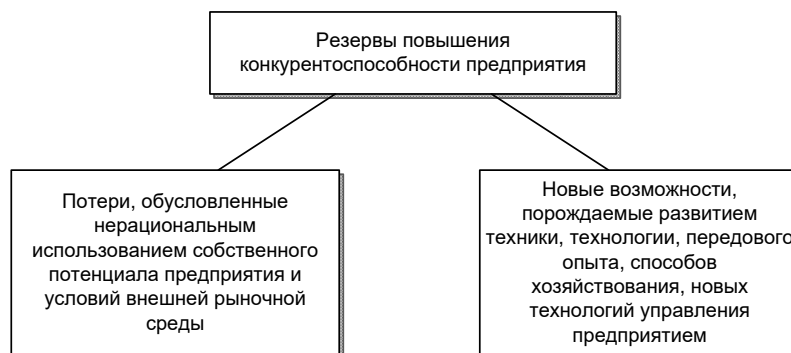 Резервы повышения
конкурентоспособности предприятия
Потери, обусловленные
нерациональным
использованием собственного
потенциала предприятия и
условий внешней рыночной
среды
Новые возможности,
порождаемые развитием
техники, технологии, передового
опыта, способов
хозяйствования, новых
технологий управления
предприятием